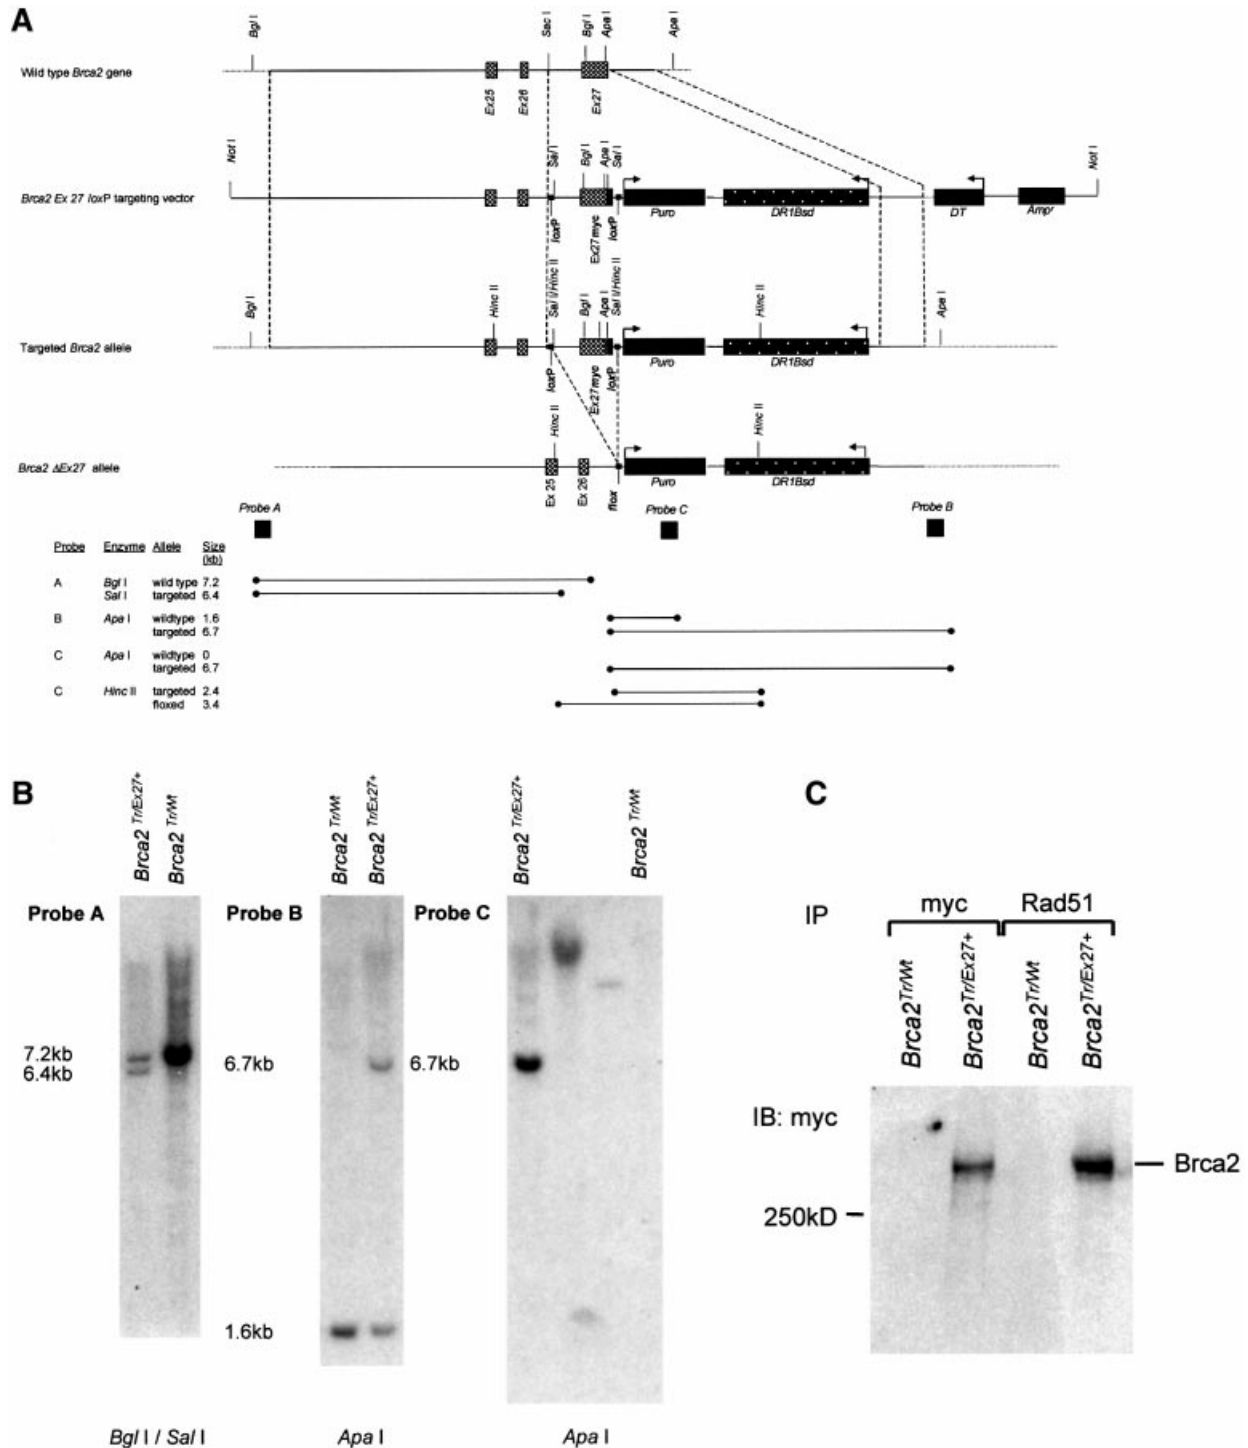 A
Bgl I
Sac I
Bgl I
Apa I
Apa I
Wild type Brca2 gene
Ex25
Ex26
Ex27
Not I
Sal I
Bgl I
Apa I
Sal I
Not I
Brca2 Ex 27 loxP targeting vector
Puro
DR1Bsd
DT
Ampr
loxP
Ex27myc
loxP
Bgl I
Hinc II
Sal I/Hinc II
Bgl I
Apa I
Sal I/Hinc II
Hinc II
Apa I
Targeted Brca2 allele
Puro
DR1Bsd
loxP
Ex27myc
loxP
Hinc II
Hinc II
Brca2 ΔEx27 allele
Ex 25
Ex 26
flox
Puro
DR1Bsd
Probe A
Probe C
Probe B
Probe Enzyme Allele Size (kb)
A Bgl I wild type 7.2
Sal I targeted 6.4
B Apa I wildtype 1.6
targeted 6.7
C Apa I wildtype 0
targeted 6.7
C Hinc II targeted 2.4
floxed 3.4
B
Brca2 Tr/Ex27+
Brca2 Tr/Wt
Brca2 Tr/Wt
Brca2 Tr/Ex27+
Brca2 Tr/Ex27+
Brca2 Tr/Wt
Probe A
Probe B
Probe C
7.2kb
6.4kb
6.7kb
6.7kb
1.6kb
Bgl I / Sal I
Apa I
Apa I
C
IP
myc
Rad51
Brca2Tr/Wt
Brca2Tr/Ex27+
Brca2Tr/Wt
Brca2Tr/Ex27+
IB: myc
Brca2
250kD